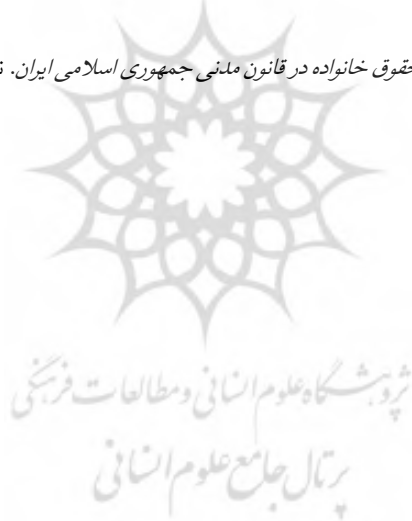 حقوق خانواده در قانون مدنی جمهوری اسلامی ایران.
پژوهشگاه علوم انسانی و مطالعات فرهنگی
پرتال جامع علوم انسانی